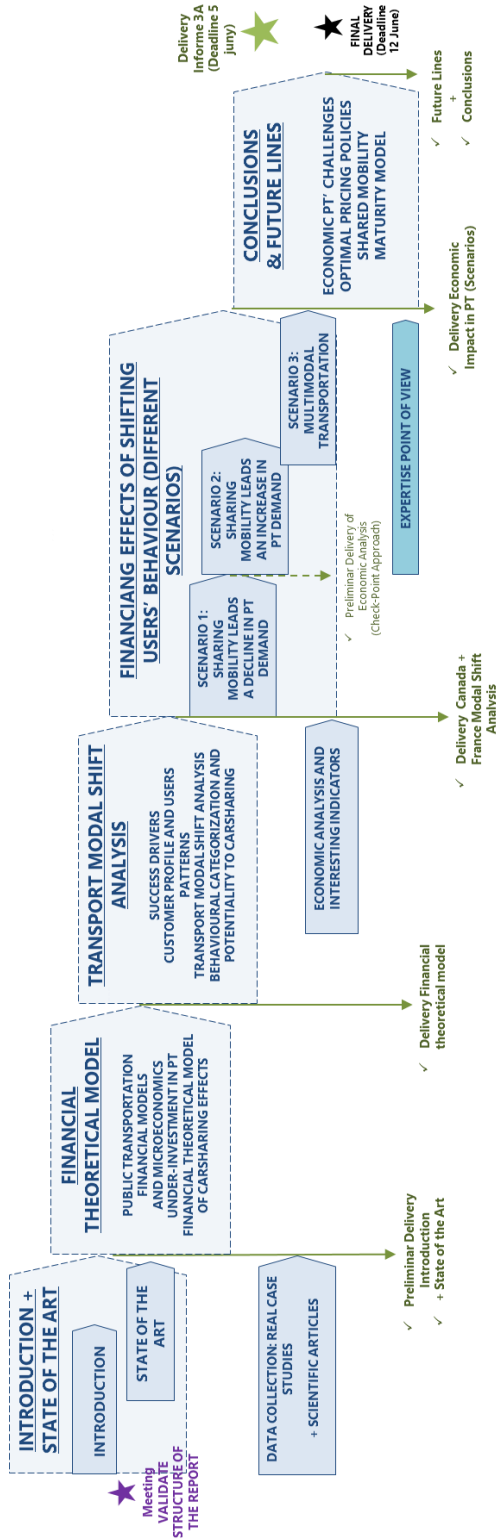 Meeting
VALIDATE
STRUCTURE OF
THE REPORT
INTRODUCTION +
STATE OF THE ART
INTRODUCTION
STATE OF THE
ART
DATA COLLECTION: REAL CASE
STUDIES
+ SCIENTIFIC ARTICLES
✓ Preliminar Delivery
Introduction
✓ + State of the Art
FINANCIAL
THEORETICAL MODEL
PUBLIC TRANSPORTATION
FINANCIAL MODELS
AND MICROECONOMICS
UNDER-INVESTMENT IN PT
FINANCIAL THEORETICAL MODEL
OF CARSHARING EFFECTS
✓ Delivery Financial
theoretical model
TRANSPORT MODAL SHIFT
ANALYSIS
SUCCESS DRIVERS
CUSTOMER PROFILE AND USERS
PATTERNS
TRANSPORT MODAL SHIFT ANALYSIS
BEHAVIOURAL CATEGORIZATION AND
POTENTIALITY TO CARSHARING
ECONOMIC ANALYSIS AND
INTERESTING INDICATORS
✓ Delivery Canada +
France Modal Shift
Analysis
FINANCIANG EFFECTS OF SHIFTING
USERS' BEHAVIOUR (DIFFERENT
SCENARIOS)
SCENARIO 1:
SHARING
MOBILITY LEADS
A DECLINE IN PT
DEMAND
SCENARIO 2:
SHARING
MOBILITY LEADS
AN INCREASE IN
PT DEMAND
SCENARIO 3:
MULTIMODAL
TRANSPORTATION
✓ Preliminar Delivery of
Economic Analysis
(Check-Point Approach)
EXPERTISE POINT OF VIEW
✓ Delivery Economic
Impact in PT (Scenarios)
CONCLUSIONS
& FUTURE LINES
ECONOMIC PT' CHALLENGES
OPTIMAL PRICING POLICIES
SHARED MOBILITY
MATURITY MODEL
✓ Future Lines
+
✓ Conclusions
Delivery
Informe 3A
(Deadline 5
juny)
FINAL
DELIVERY
(Deadline
12 June)